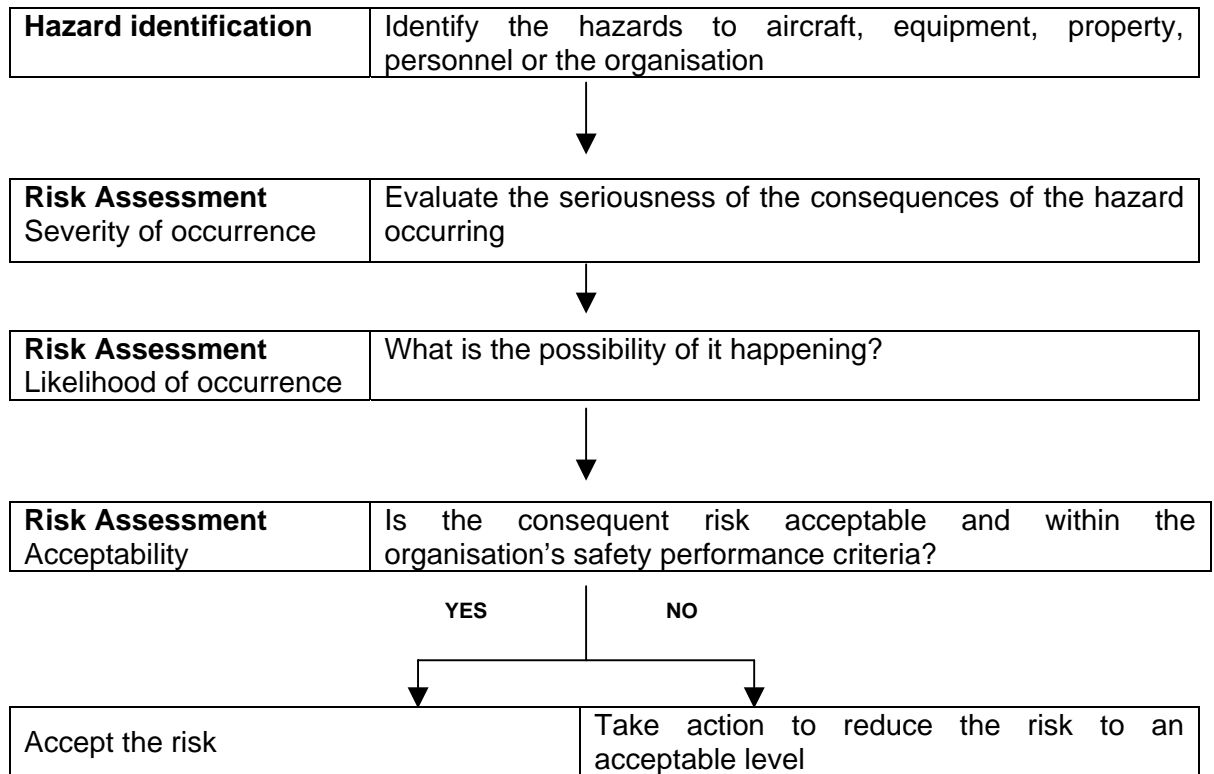 Hazard identification
Identify the hazards to aircraft, equipment, property,
personnel or the organisation
Risk Assessment
Severity of occurrence
Evaluate the seriousness of the consequences of the hazard
occurring
Risk Assessment
Likelihood of occurrence
What is the possibility of it happening?
Risk Assessment
Acceptability
Is the consequent risk acceptable and within the
organisation’s safety performance criteria?
YES
NO
Accept the risk
Take action to reduce the risk to an
acceptable level